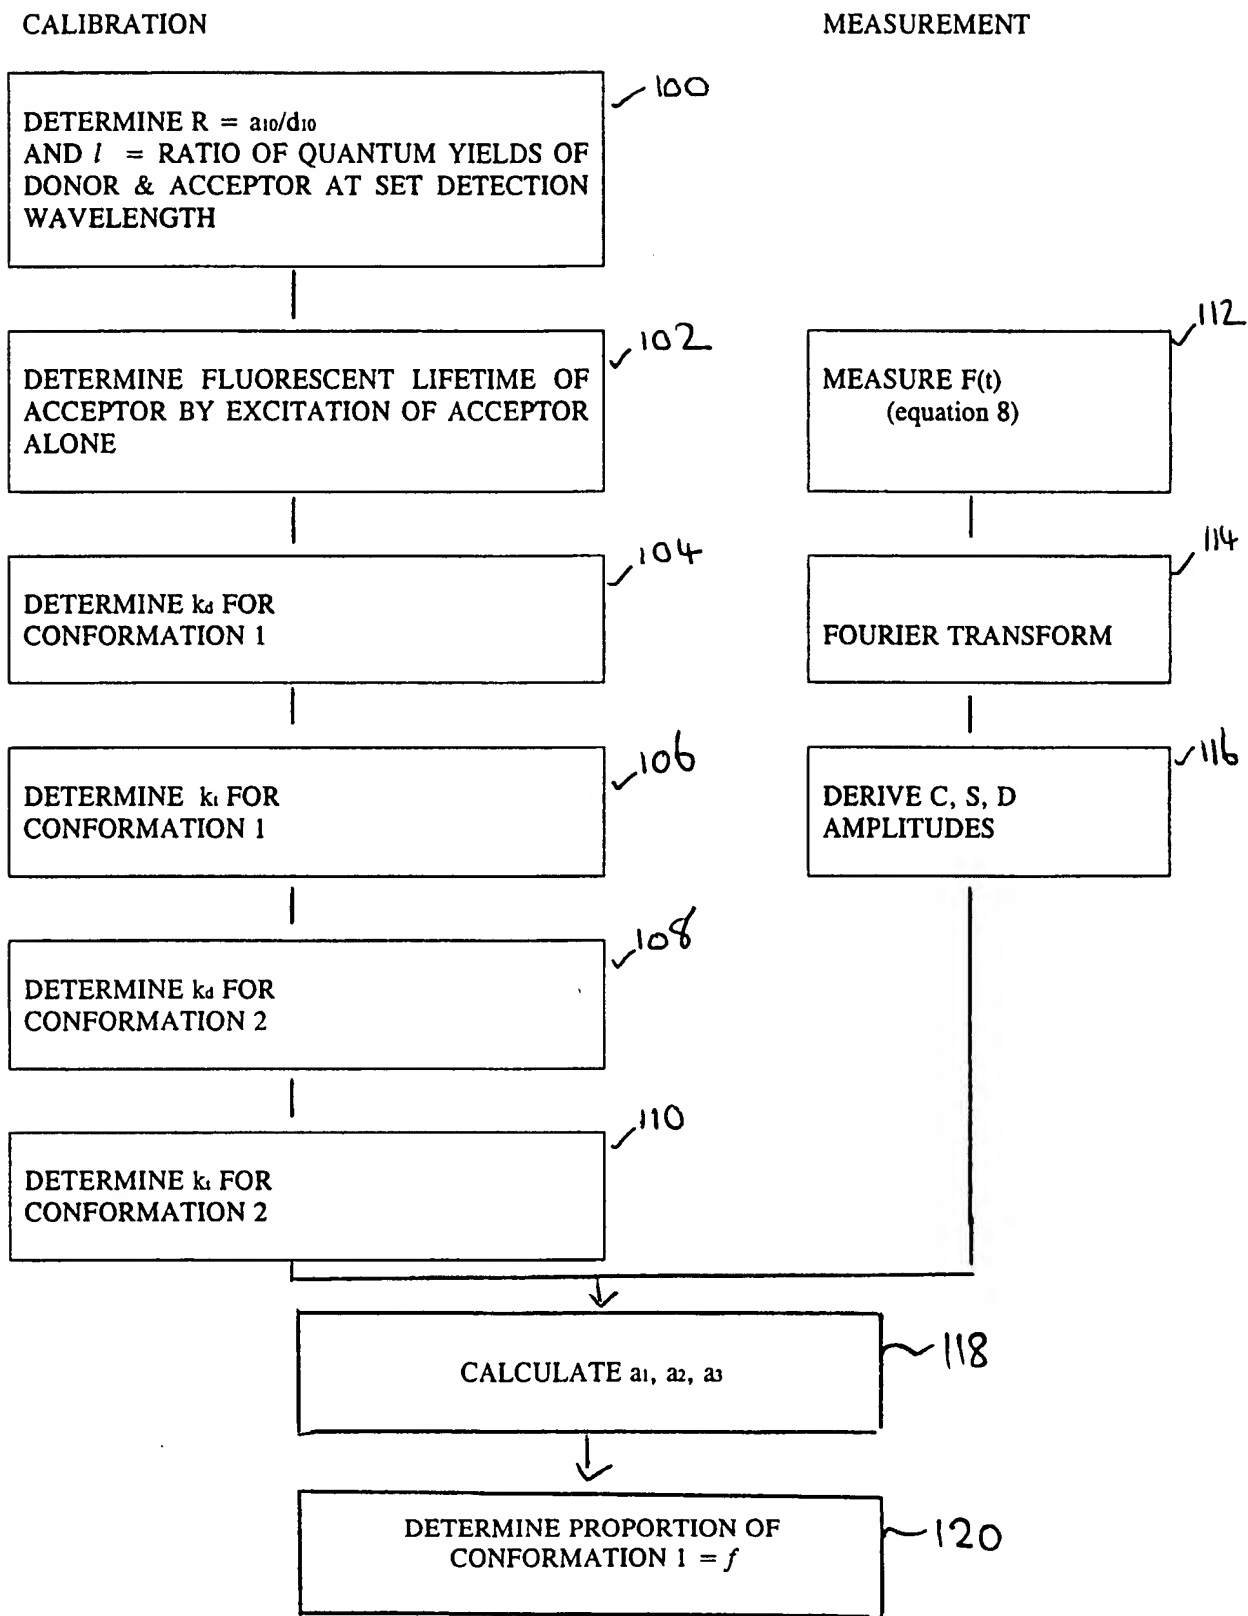 CALIBRATION
MEASUREMENT
100
DETERMINE R = a10/d10
AND l = RATIO OF QUANTUM YIELDS OF
DONOR & ACCEPTOR AT SET DETECTION
WAVELENGTH
102
DETERMINE FLUORESCENT LIFETIME OF
ACCEPTOR BY EXCITATION OF ACCEPTOR
ALONE
112
MEASURE F(t)
(equation 8)
104
DETERMINE kd FOR
CONFORMATION 1
114
FOURIER TRANSFORM
106
DETERMINE kt FOR
CONFORMATION 1
116
DERIVE C, S, D
AMPLITUDES
108
DETERMINE kd FOR
CONFORMATION 2
110
DETERMINE kt FOR
CONFORMATION 2
118
CALCULATE a1, a2, a3
120
DETERMINE PROPORTION OF
CONFORMATION 1 = f